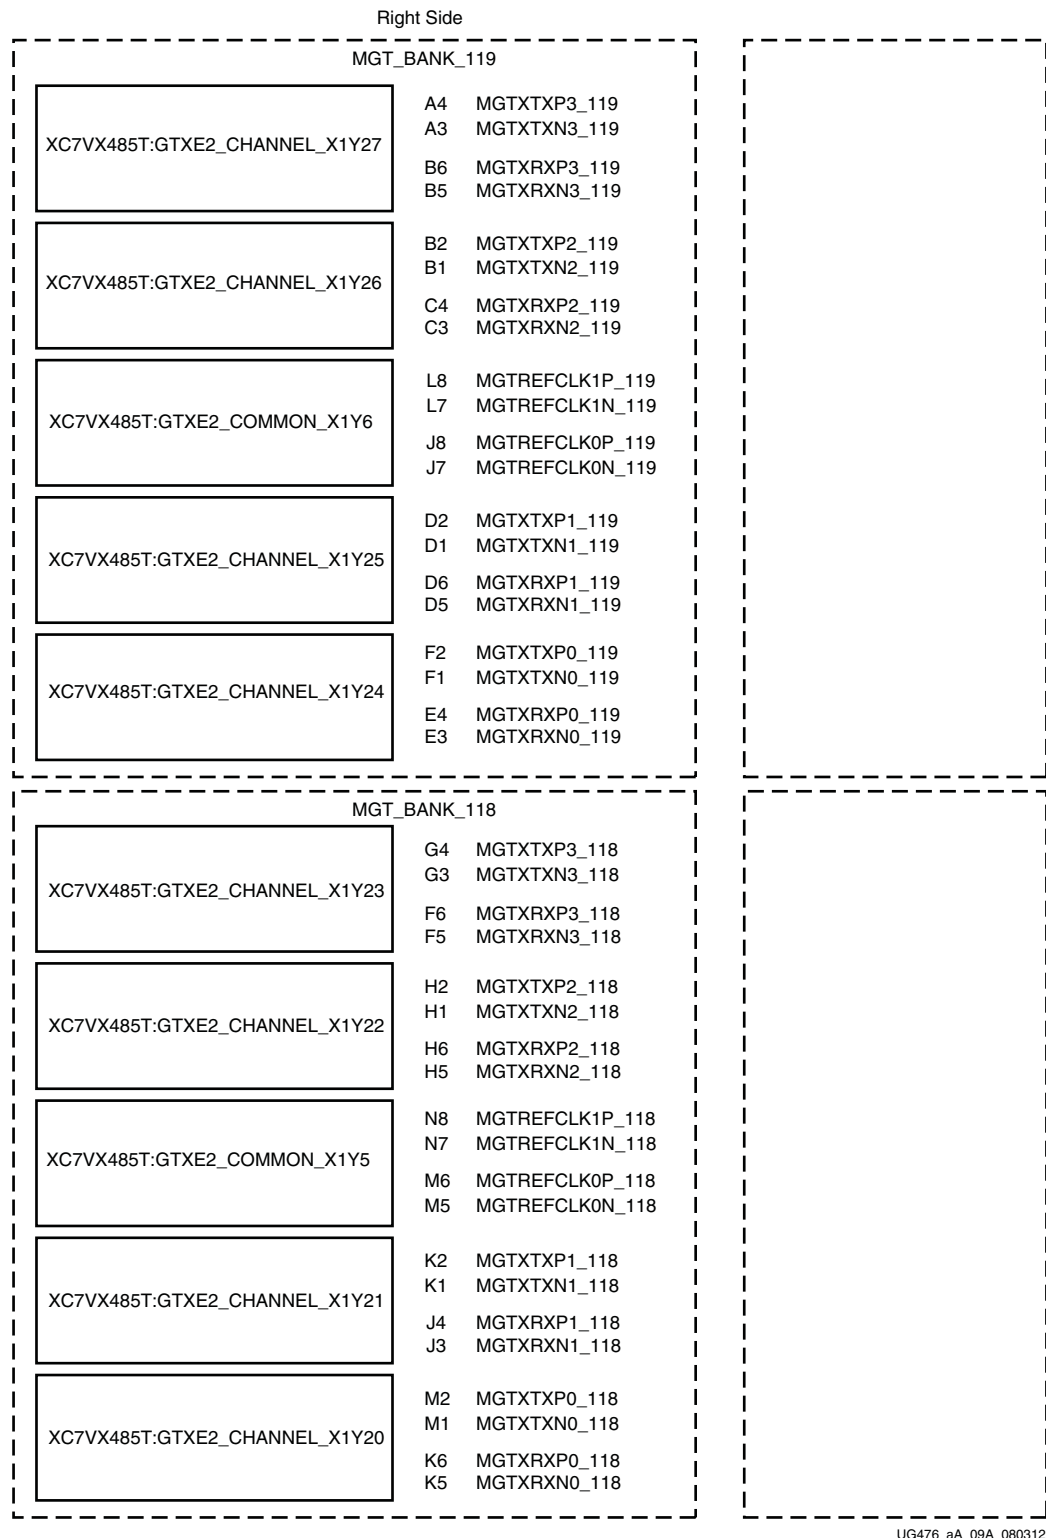 Right Side
MGT_BANK_119
XC7VX485T:GTXE2_CHANNEL_X1Y27
A4 MGTXTXP3_119
A3 MGTXTXN3_119
B6 MGTXRXP3_119
B5 MGTXRXN3_119
XC7VX485T:GTXE2_CHANNEL_X1Y26
B2 MGTXTXP2_119
B1 MGTXTXN2_119
C4 MGTXRXP2_119
C3 MGTXRXN2_119
XC7VX485T:GTXE2_COMMON_X1Y6
L8 MGTREFCLK1P_119
L7 MGTREFCLK1N_119
J8 MGTREFCLK0P_119
J7 MGTREFCLK0N_119
XC7VX485T:GTXE2_CHANNEL_X1Y25
D2 MGTXTXP1_119
D1 MGTXTXN1_119
D6 MGTXRXP1_119
D5 MGTXRXN1_119
XC7VX485T:GTXE2_CHANNEL_X1Y24
F2 MGTXTXP0_119
F1 MGTXTXN0_119
E4 MGTXRXP0_119
E3 MGTXRXN0_119
MGT_BANK_118
XC7VX485T:GTXE2_CHANNEL_X1Y23
G4 MGTXTXP3_118
G3 MGTXTXN3_118
F6 MGTXRXP3_118
F5 MGTXRXN3_118
XC7VX485T:GTXE2_CHANNEL_X1Y22
H2 MGTXTXP2_118
H1 MGTXTXN2_118
H6 MGTXRXP2_118
H5 MGTXRXN2_118
XC7VX485T:GTXE2_COMMON_X1Y5
N8 MGTREFCLK1P_118
N7 MGTREFCLK1N_118
M6 MGTREFCLK0P_118
M5 MGTREFCLK0N_118
XC7VX485T:GTXE2_CHANNEL_X1Y21
K2 MGTXTXP1_118
K1 MGTXTXN1_118
J4 MGTXRXP1_118
J3 MGTXRXN1_118
XC7VX485T:GTXE2_CHANNEL_X1Y20
M2 MGTXTXP0_118
M1 MGTXTXN0_118
K6 MGTXRXP0_118
K5 MGTXRXN0_118
UG476_aA_09A_080312